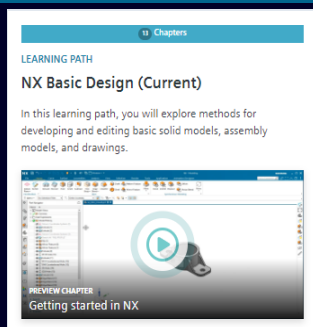 13 Chapters
LEARNING PATH
NX Basic Design (Current)
In this learning path, you will explore methods for
developing and editing basic solid models, assembly
models, and drawings.
PREVIEW CHAPTER
Getting started in NX